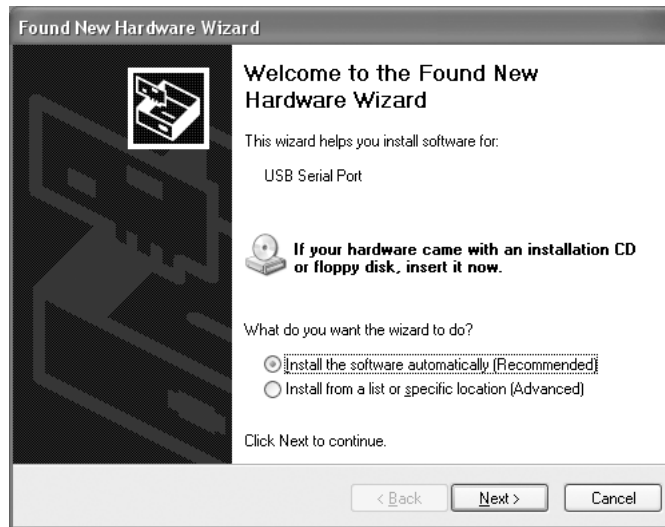 Found New Hardware Wizard
Welcome to the Found New
Hardware Wizard
This wizard helps you install software for:
USB Serial Port
If your hardware came with an installation CD
or floppy disk, insert it now.
What do you want the wizard to do?
Install the software automatically (Recommended)
Install from a list or specific location (Advanced)
Click Next to continue.
< Back Next > Cancel